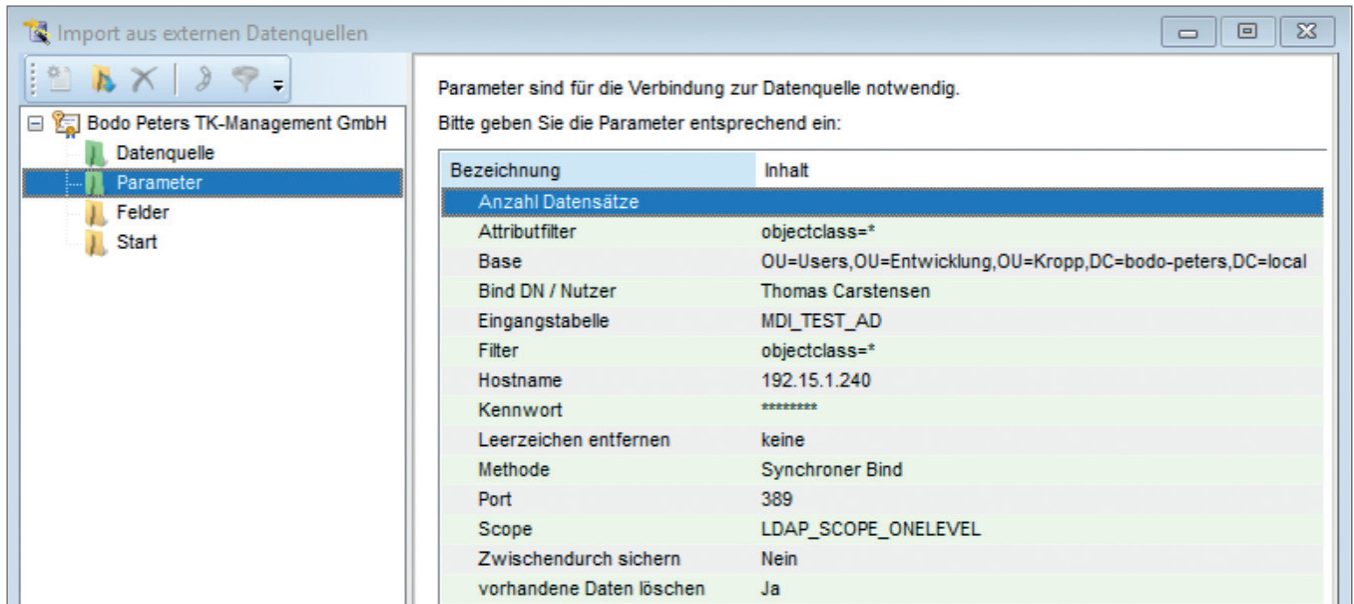 Import aus externen Datenquellen
Bodo Peters TK-Management GmbH
Datenquelle
Parameter
Felder
Start
Parameter sind für die Verbindung zur Datenquelle notwendig.
Bitte geben Sie die Parameter entsprechend ein:
Bezeichnung Inhalt
Anzahl Datensätze
Attributfilter objectclass=*
Base OU=Users,OU=Entwicklung,OU=Kropp,DC=bodo-peters,DC=local
Bind DN / Nutzer Thomas Carstensen
Eingangstabelle MDI_TEST_AD
Filter objectclass=*
Hostname 192.15.1.240
Kennwort ********
Leerzeichen entfernen keine
Methode Synchroner Bind
Port 389
Scope LDAP_SCOPE_ONELEVEL
Zwischendurch sichern Nein
vorhandene Daten löschen Ja